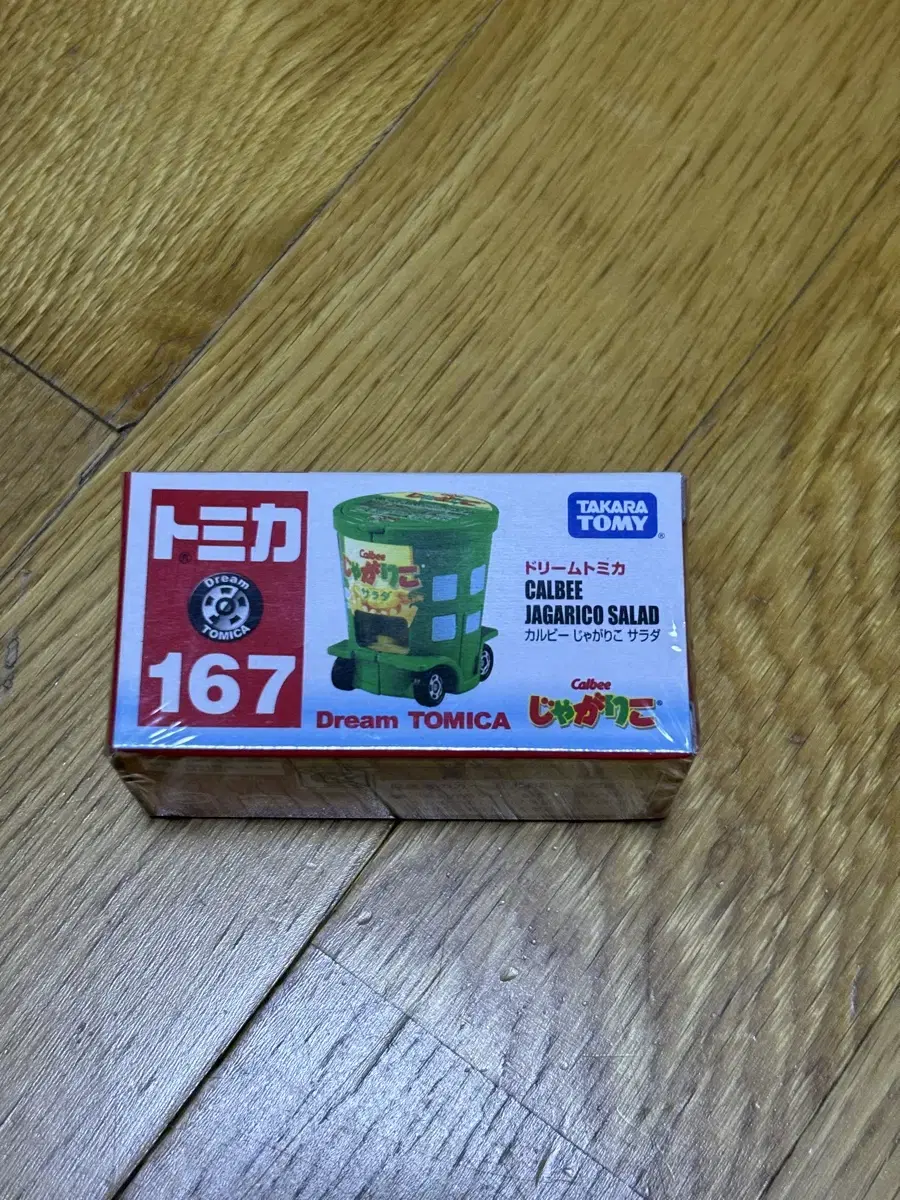 トミカ
Dream
TOMICA
167
Calbee
じゃがりこ
サラダ
Dream TOMICA
TAKARA
TOMY
ドリームトミカ
CALBEE
JAGARICO SALAD
カルビー じゃがりこ サラダ
Calbee
じゃがりこ